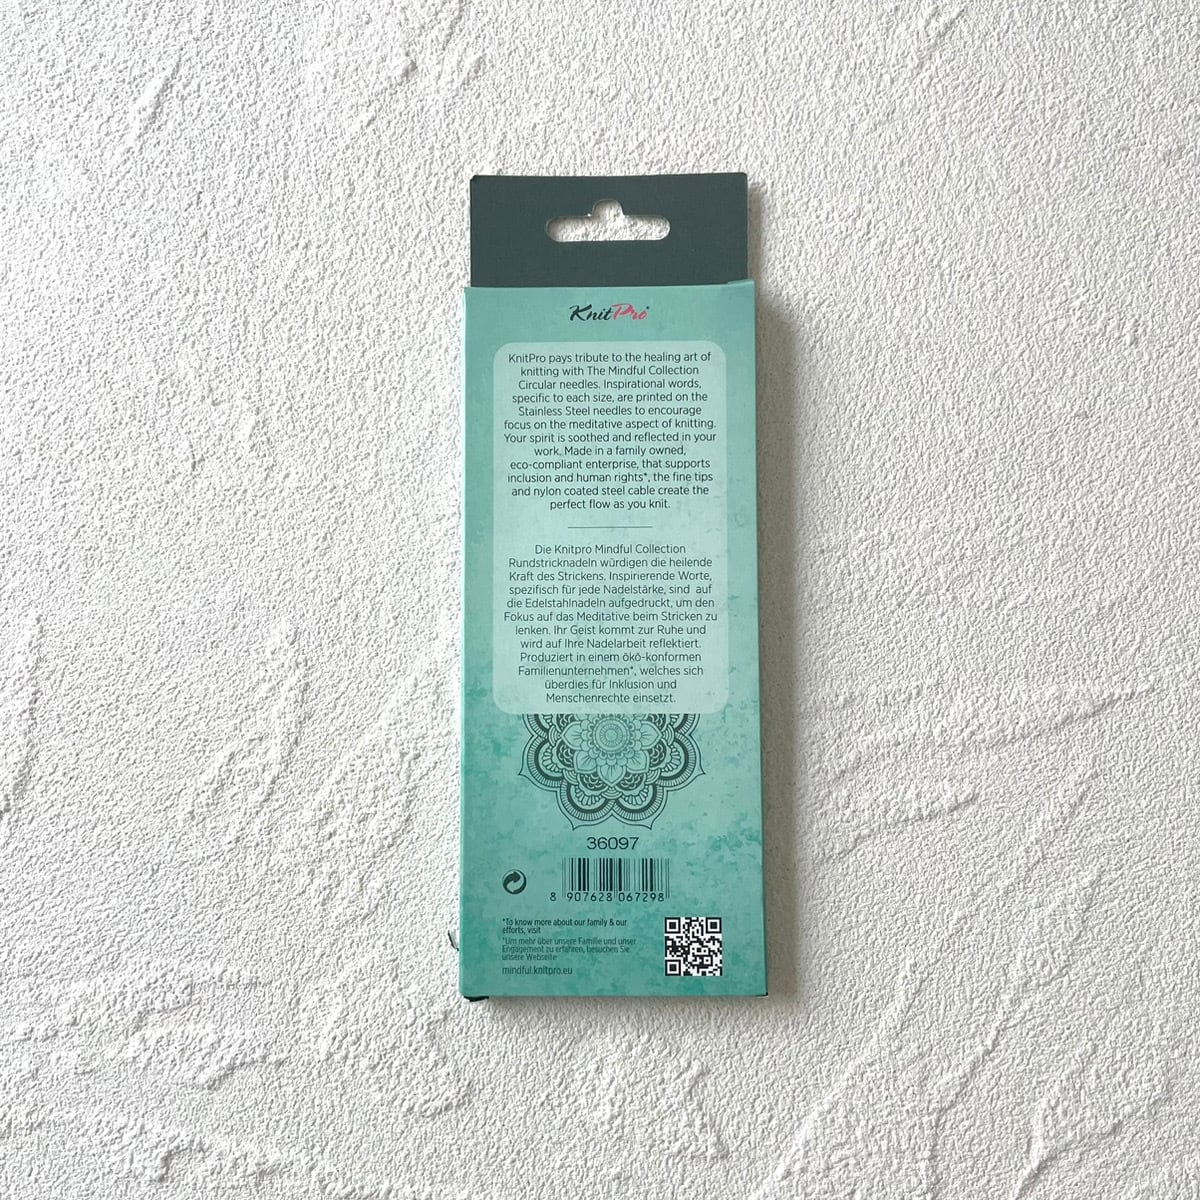 KnitPro
KnitPro pays tribute to the healing art of
knitting with The Mindful Collection
Circular needles. Inspirational words,
specific to each size, are printed on the
Stainless Steel needles to encourage
focus on the meditative aspect of knitting.
Your spirit is soothed and reflected in your
work. Made in a family owned,
eco-compliant enterprise, that supports
inclusion and human rights*, the fine tips
and nylon coated steel cable create the
perfect flow as you knit.
Die Knitpro Mindful Collection
Rundstricknadeln würdigen die heilende
Kraft des Strickens. Inspirierende Worte,
spezifisch für jede Nadelstärke, sind auf
die Edelstahlnadeln aufgedruckt, um den
Fokus auf das Meditative beim Stricken zu
lenken. Ihr Geist kommt zur Ruhe und
wird auf Ihre Nadelarbeit reflektiert.
Produziert in einem öko-konformen
Familienunternehmen*, welches sich
überdies für Inklusion und
Menschenrechte einsetzt.
36097
8 907628 067298
*To know more about our family & our
efforts, visit
*Um mehr über unsere Familie und unser
Engagement zu erfahren, besuchen Sie
unsere Webseite
mindful.knitpro.eu